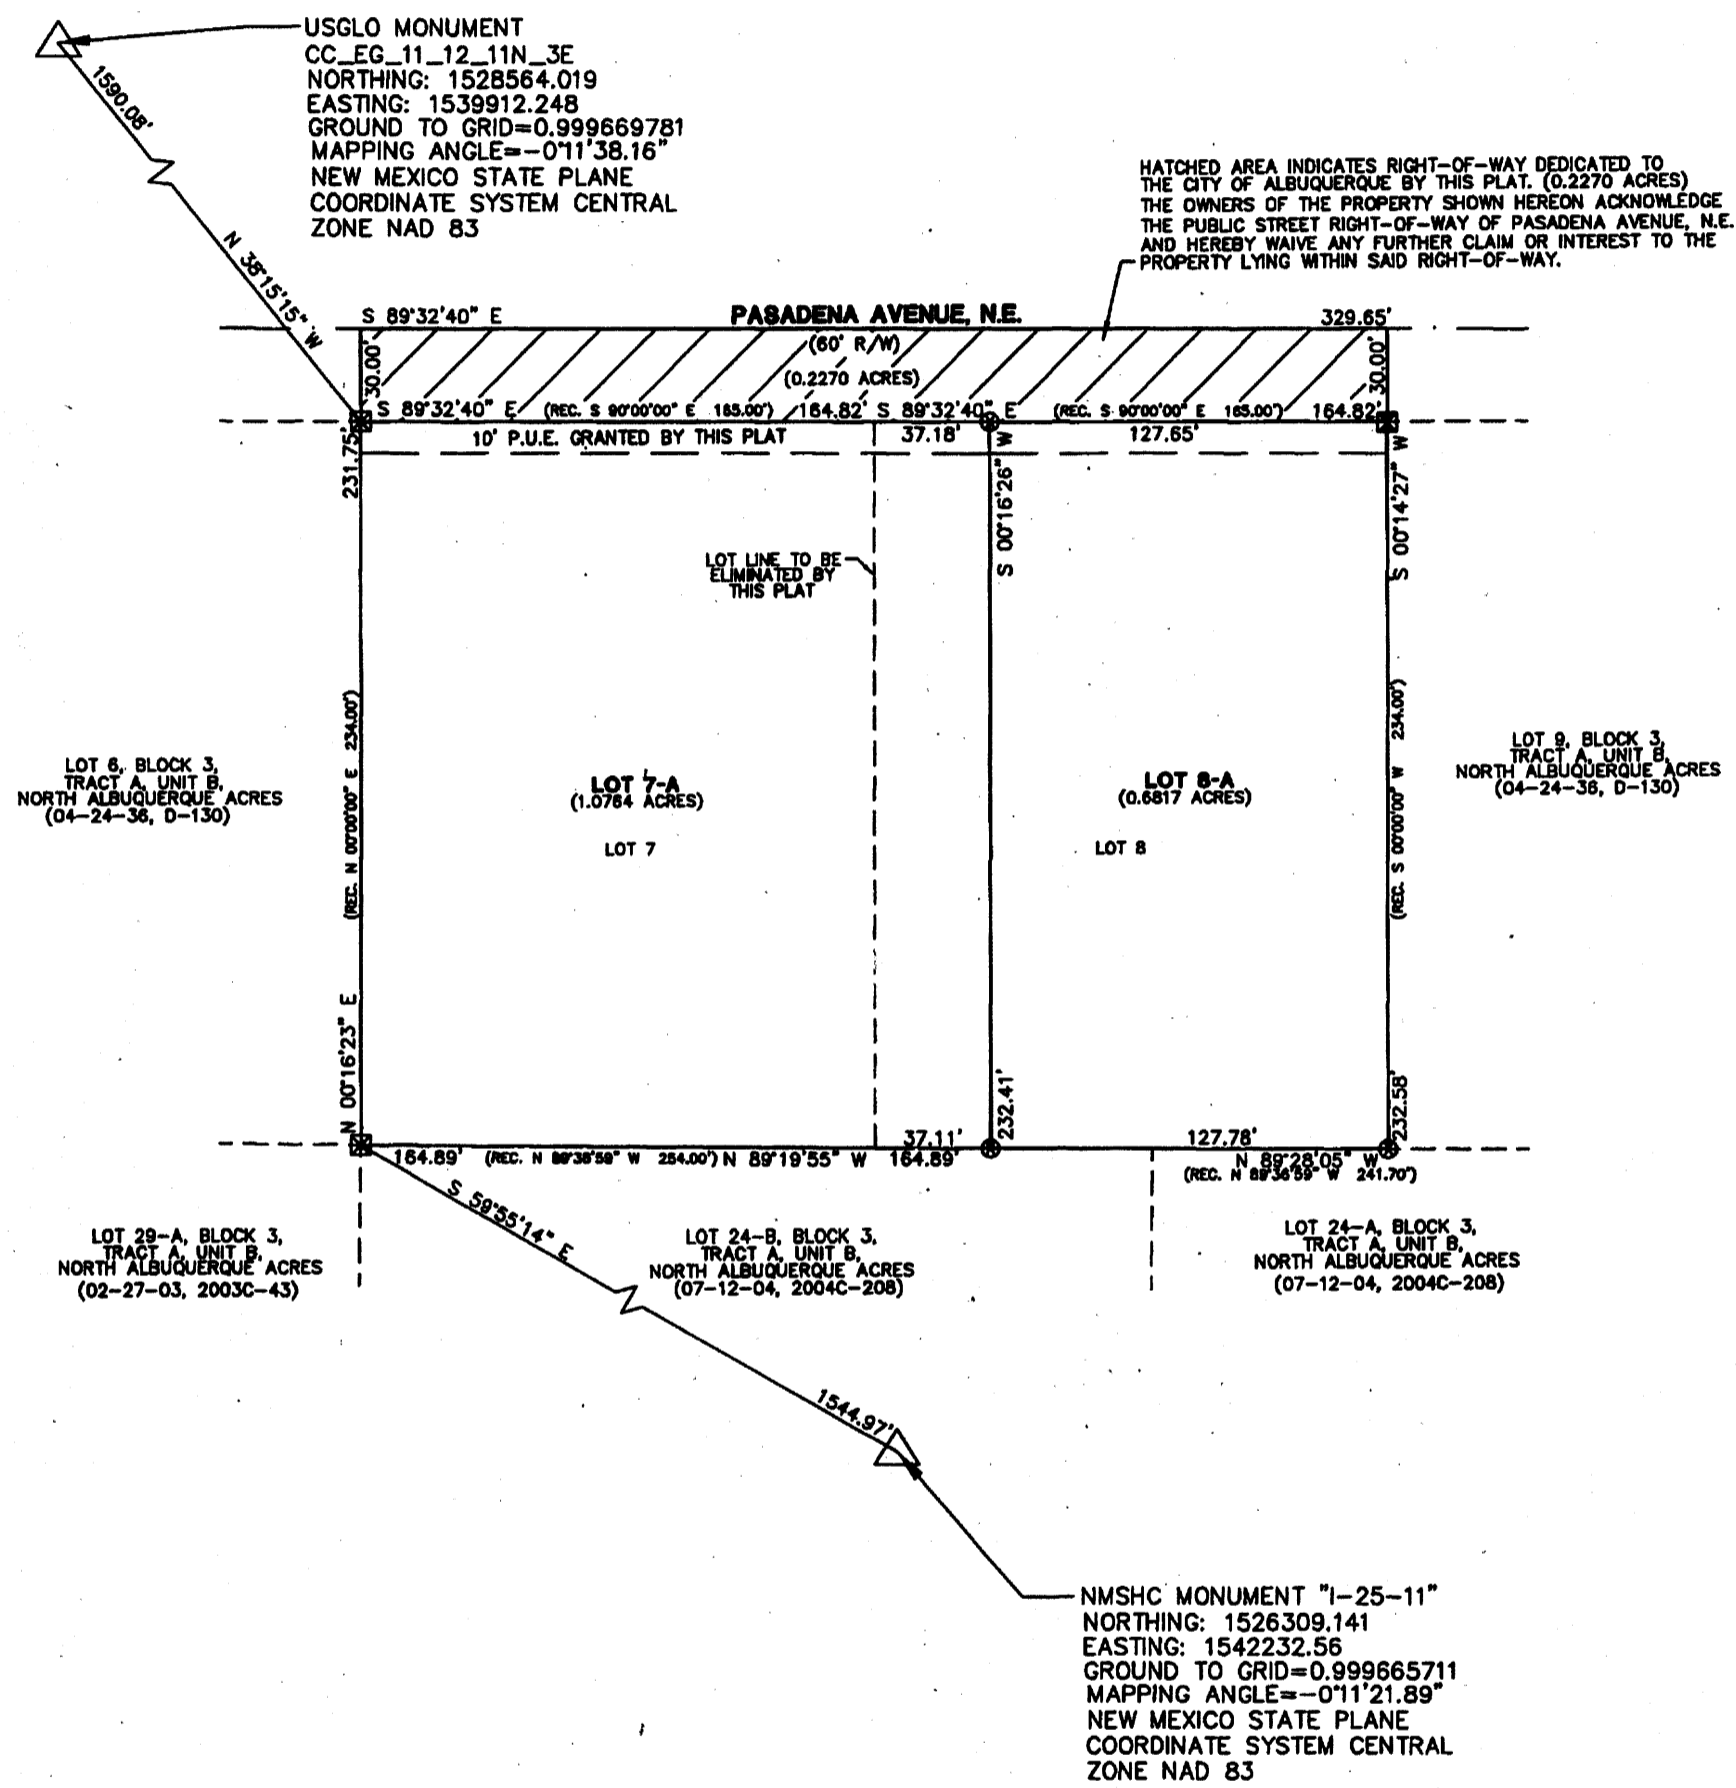 USGLO MONUMENT
CC_EG_11_12_11N_3E
NORTHING: 1528564.019
EASTING: 1539912.248
GROUND TO GRID=0.999669781
MAPPING ANGLE=-0°11'38.16"
NEW MEXICO STATE PLANE
COORDINATE SYSTEM CENTRAL
ZONE NAD 83
1590.08'
N 38°15'15" W
HATCHED AREA INDICATES RIGHT-OF-WAY DEDICATED TO
THE CITY OF ALBUQUERQUE BY THIS PLAT. (0.2270 ACRES)
THE OWNERS OF THE PROPERTY SHOWN HEREON ACKNOWLEDGE
THE PUBLIC STREET RIGHT-OF-WAY OF PASADENA AVENUE, N.E.
AND HEREBY WAIVE ANY FURTHER CLAIM OR INTEREST TO THE
PROPERTY LYING WITHIN SAID RIGHT-OF-WAY.
S 89°32'40" E PASADENA AVENUE, N.E. 329.65'
(60' R/W)
30.00' (0.2270 ACRES) 30.00'
S 89°32'40" E (REC. S 90°00'00" E 165.00') 164.82' S 89°32'40" E (REC. S 90°00'00" E 165.00') 164.82'
10' P.U.E. GRANTED BY THIS PLAT 37.18' 127.65'
231.75'
S 00°16'26" W
S 00°14'27" W
LOT LINE TO BE
ELIMINATED BY
THIS PLAT
(REC. N 00°00'00" E 234.00')
(REC. S 00°00'00" W 234.00')
LOT 6, BLOCK 3,
TRACT A, UNIT B,
NORTH ALBUQUERQUE ACRES
(04-24-36, D-130)
LOT 7-A
(1.0764 ACRES)
LOT 7
LOT 8-A
(0.6817 ACRES)
LOT 8
LOT 9, BLOCK 3,
TRACT A, UNIT B,
NORTH ALBUQUERQUE ACRES
(04-24-36, D-130)
N 00°16'23" E
232.41'
232.58'
37.11' 127.78'
164.89' (REC. N 89°36'59" W 254.00') N 89°19'55" W 164.89'
N 89°28'05" W
(REC. N 89°36'59" W 241.70')
S 59°55'14" E
LOT 29-A, BLOCK 3,
TRACT A, UNIT B,
NORTH ALBUQUERQUE ACRES
(02-27-03, 2003C-43)
LOT 24-B, BLOCK 3,
TRACT A, UNIT B,
NORTH ALBUQUERQUE ACRES
(07-12-04, 2004C-208)
LOT 24-A, BLOCK 3,
TRACT A, UNIT B,
NORTH ALBUQUERQUE ACRES
(07-12-04, 2004C-208)
1544.97'
NMSHC MONUMENT "I-25-11"
NORTHING: 1526309.141
EASTING: 1542232.56
GROUND TO GRID=0.999665711
MAPPING ANGLE=-0°11'21.89"
NEW MEXICO STATE PLANE
COORDINATE SYSTEM CENTRAL
ZONE NAD 83